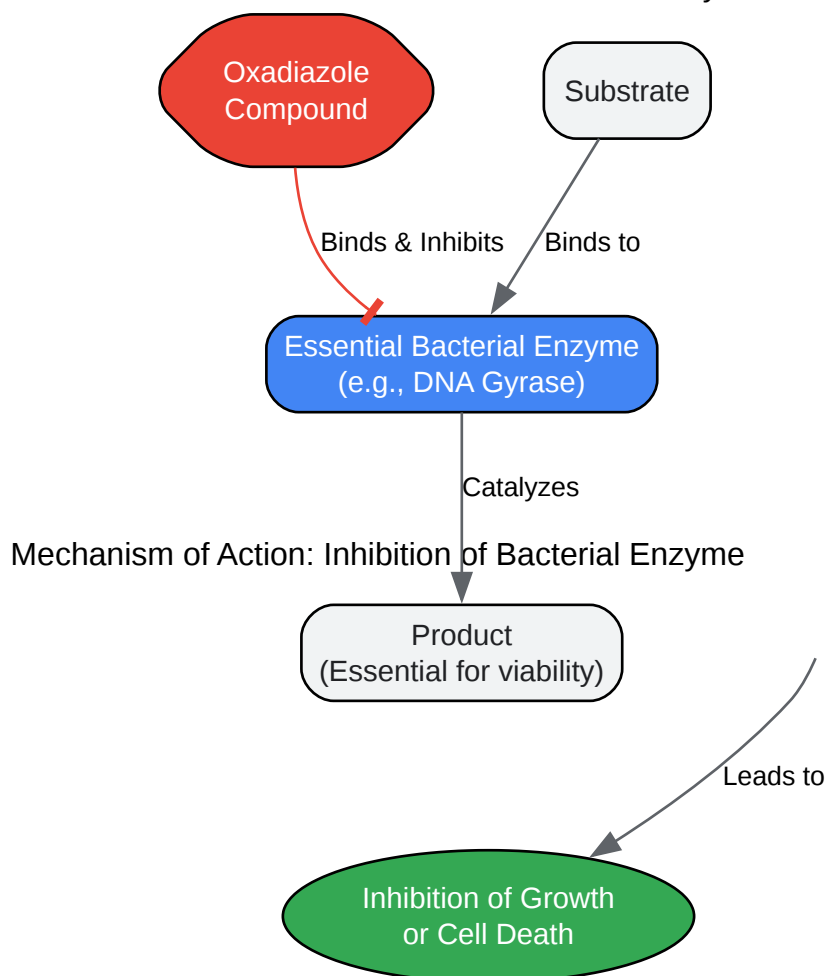 Oxadiazole
Compound
Substrate
Binds & Inhibits
Binds to
Essential Bacterial Enzyme
(e.g., DNA Gyrase)
Catalyzes
Mechanism of Action: Inhibition of Bacterial Enzyme
Product
(Essential for viability)
Leads to
Inhibition of Growth
or Cell Death